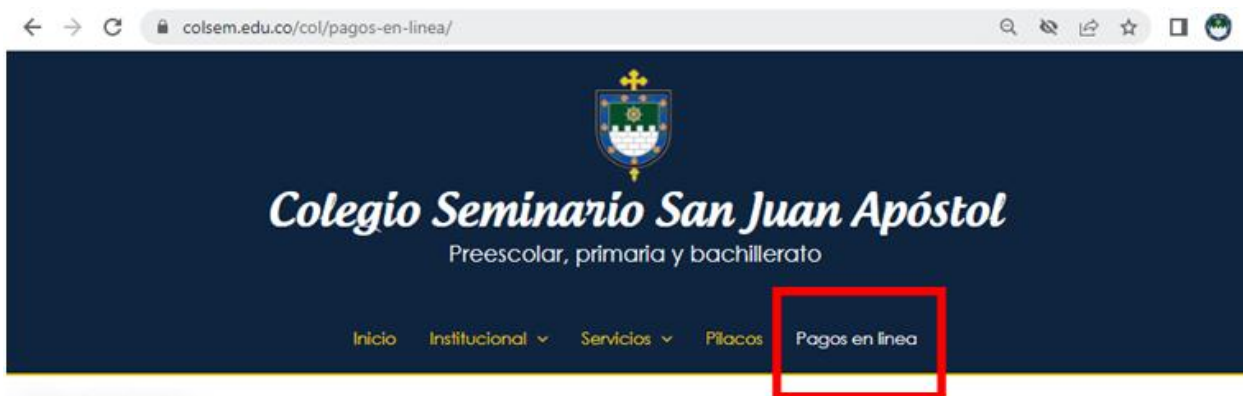 colsem.edu.co/col/pagos-en-linea/
Colegio Seminario San Juan Apóstol
Preescolar, primaria y bachillerato
Inicio Institucional Servicios Pilacos Pagos en linea